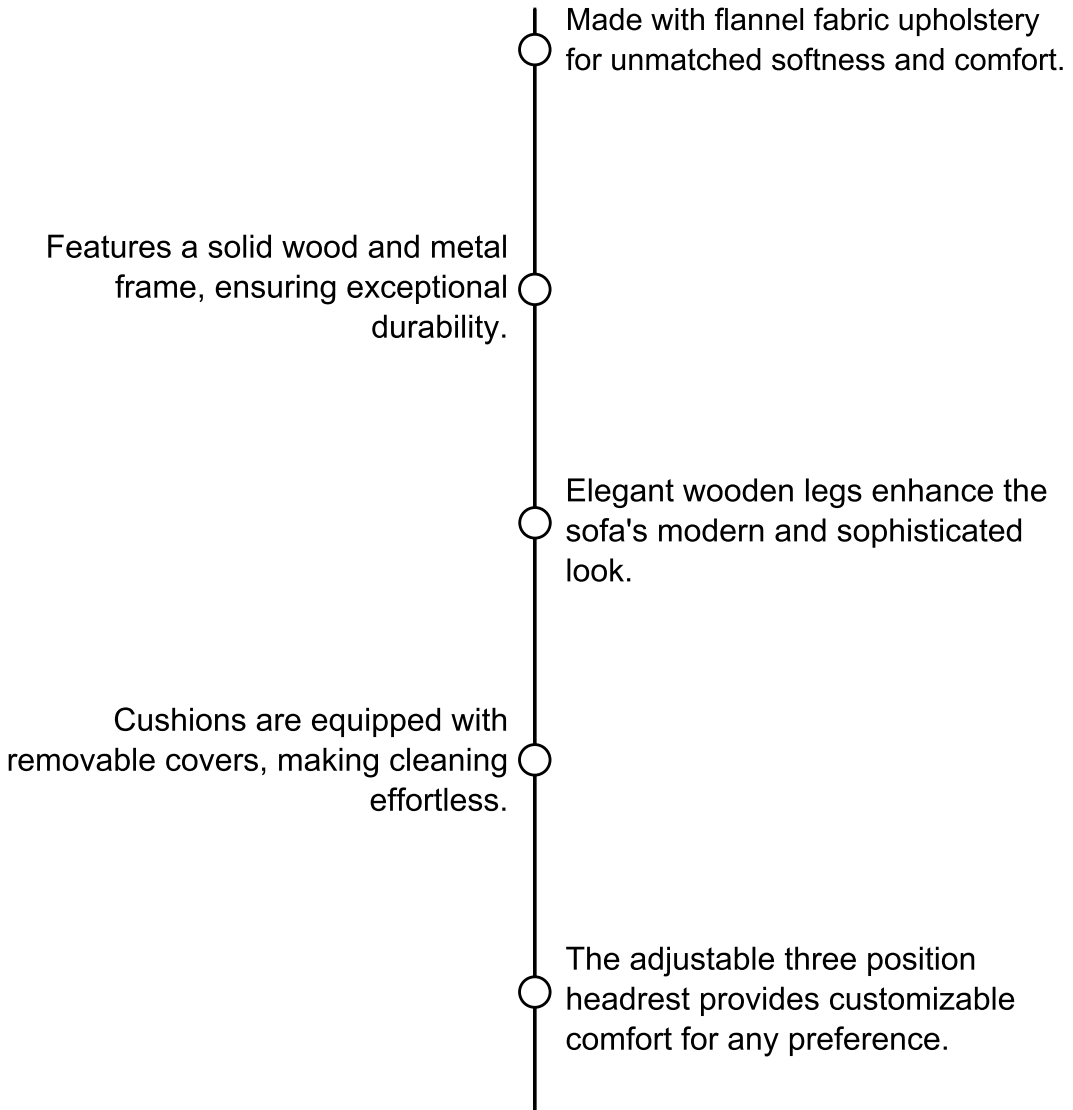 Made with flannel fabric upholstery
for unmatched softness and comfort.
Features a solid wood and metal
frame, ensuring exceptional
durability.
Elegant wooden legs enhance the
sofa's modern and sophisticated
look.
Cushions are equipped with
removable covers, making cleaning
effortless.
The adjustable three position
headrest provides customizable
comfort for any preference.